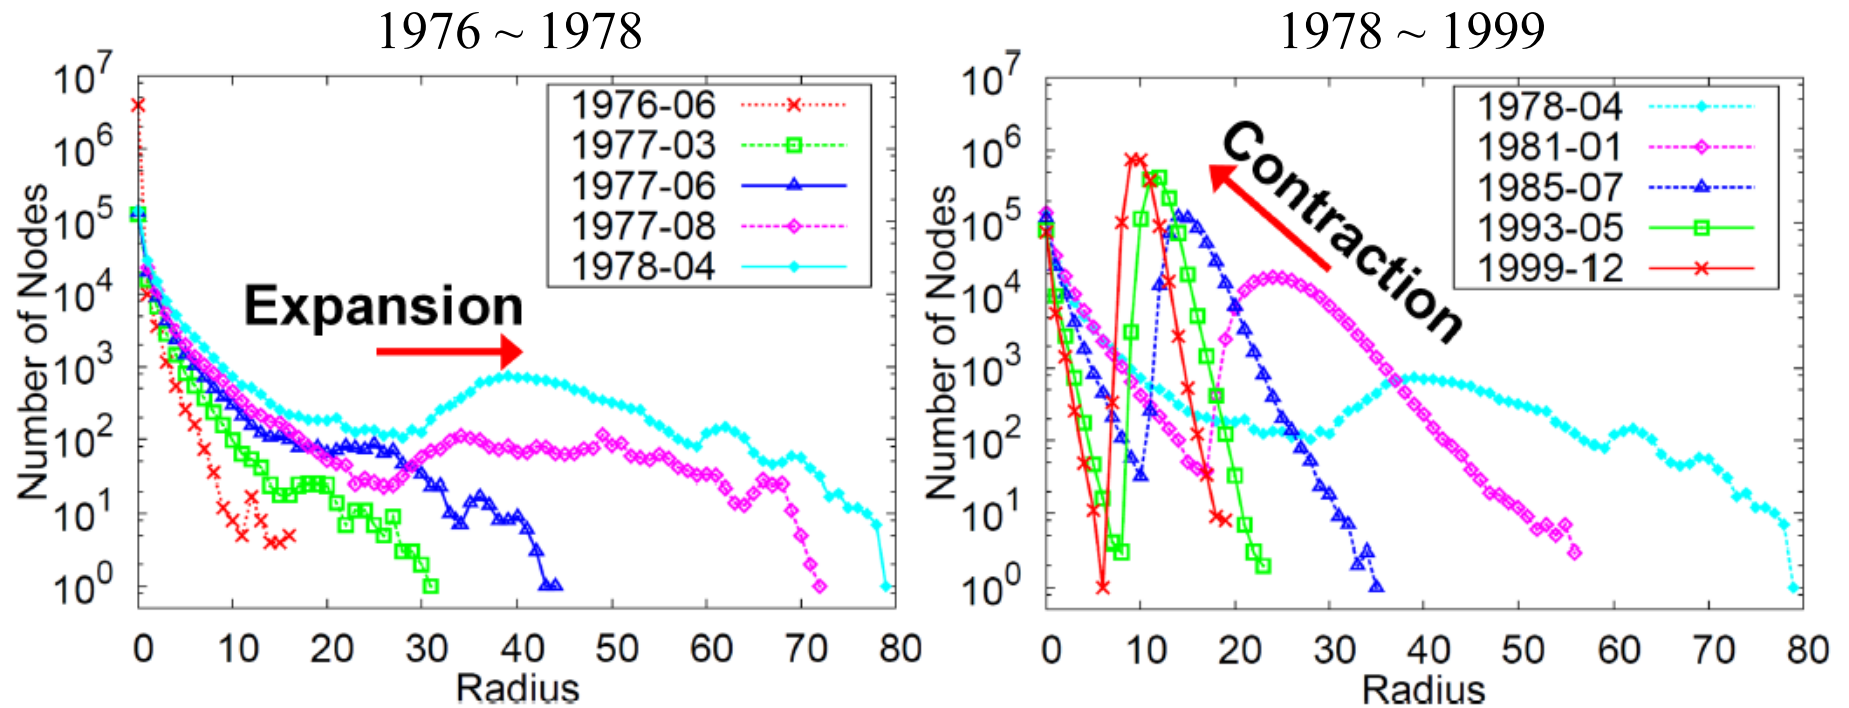 1976 ~ 1978
10^7
10^6
10^5
10^4
10^3
10^2
10^1
10^0
Number of Nodes
1976-06
1977-03
1977-06
1977-08
1978-04
Expansion
0 10 20 30 40 50 60 70 80
Radius
1978 ~ 1999
10^7
10^6
10^5
10^4
10^3
10^2
10^1
10^0
Number of Nodes
1978-04
1981-01
1985-07
1993-05
1999-12
Contraction
0 10 20 30 40 50 60 70 80
Radius